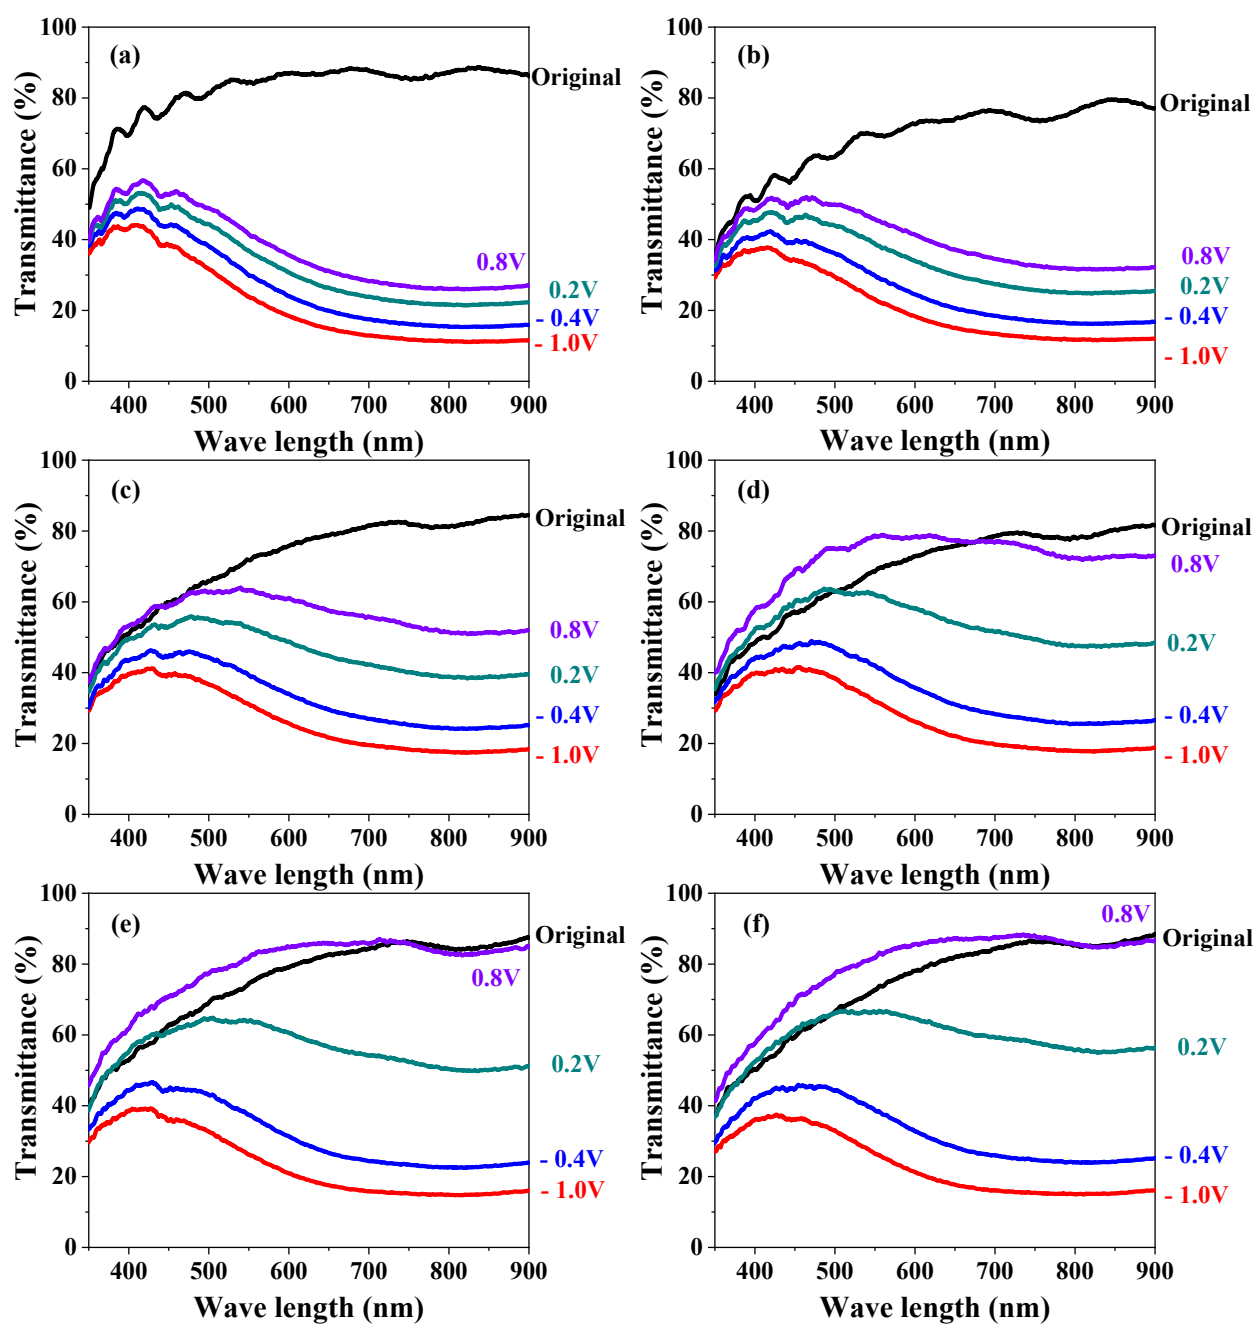 (a)
Transmittance (%)
100
80
60
40
20
0
Original
0.8V
0.2V
- 0.4V
- 1.0V
400 500 600 700 800 900
Wave length (nm)
(b)
Transmittance (%)
100
80
60
40
20
0
Original
0.8V
0.2V
- 0.4V
- 1.0V
400 500 600 700 800 900
Wave length (nm)
(c)
Transmittance (%)
100
80
60
40
20
0
Original
0.8V
0.2V
- 0.4V
- 1.0V
400 500 600 700 800 900
Wave length (nm)
(d)
Transmittance (%)
100
80
60
40
20
0
Original
0.8V
0.2V
- 0.4V
- 1.0V
400 500 600 700 800 900
Wave length (nm)
(e)
Transmittance (%)
100
80
60
40
20
0
Original
0.8V
0.2V
- 0.4V
- 1.0V
400 500 600 700 800 900
Wave length (nm)
(f)
Transmittance (%)
100
80
60
40
20
0
0.8V
Original
0.2V
- 0.4V
- 1.0V
400 500 600 700 800 900
Wave length (nm)